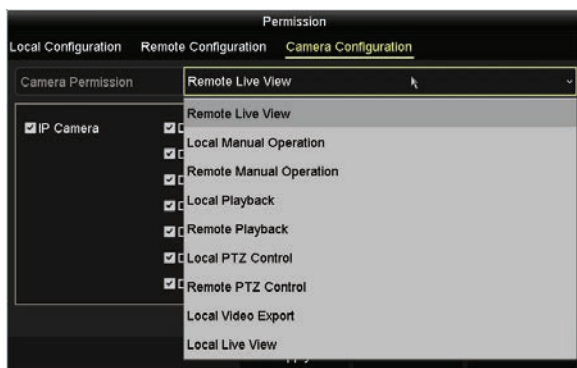 Permission
Local Configuration Remote Configuration Camera Configuration
Camera Permission Remote Live View
Remote Live View
IP Camera
Local Manual Operation
Remote Manual Operation
Local Playback
Remote Playback
Local PTZ Control
Remote PTZ Control
Local Video Export
Local Live View